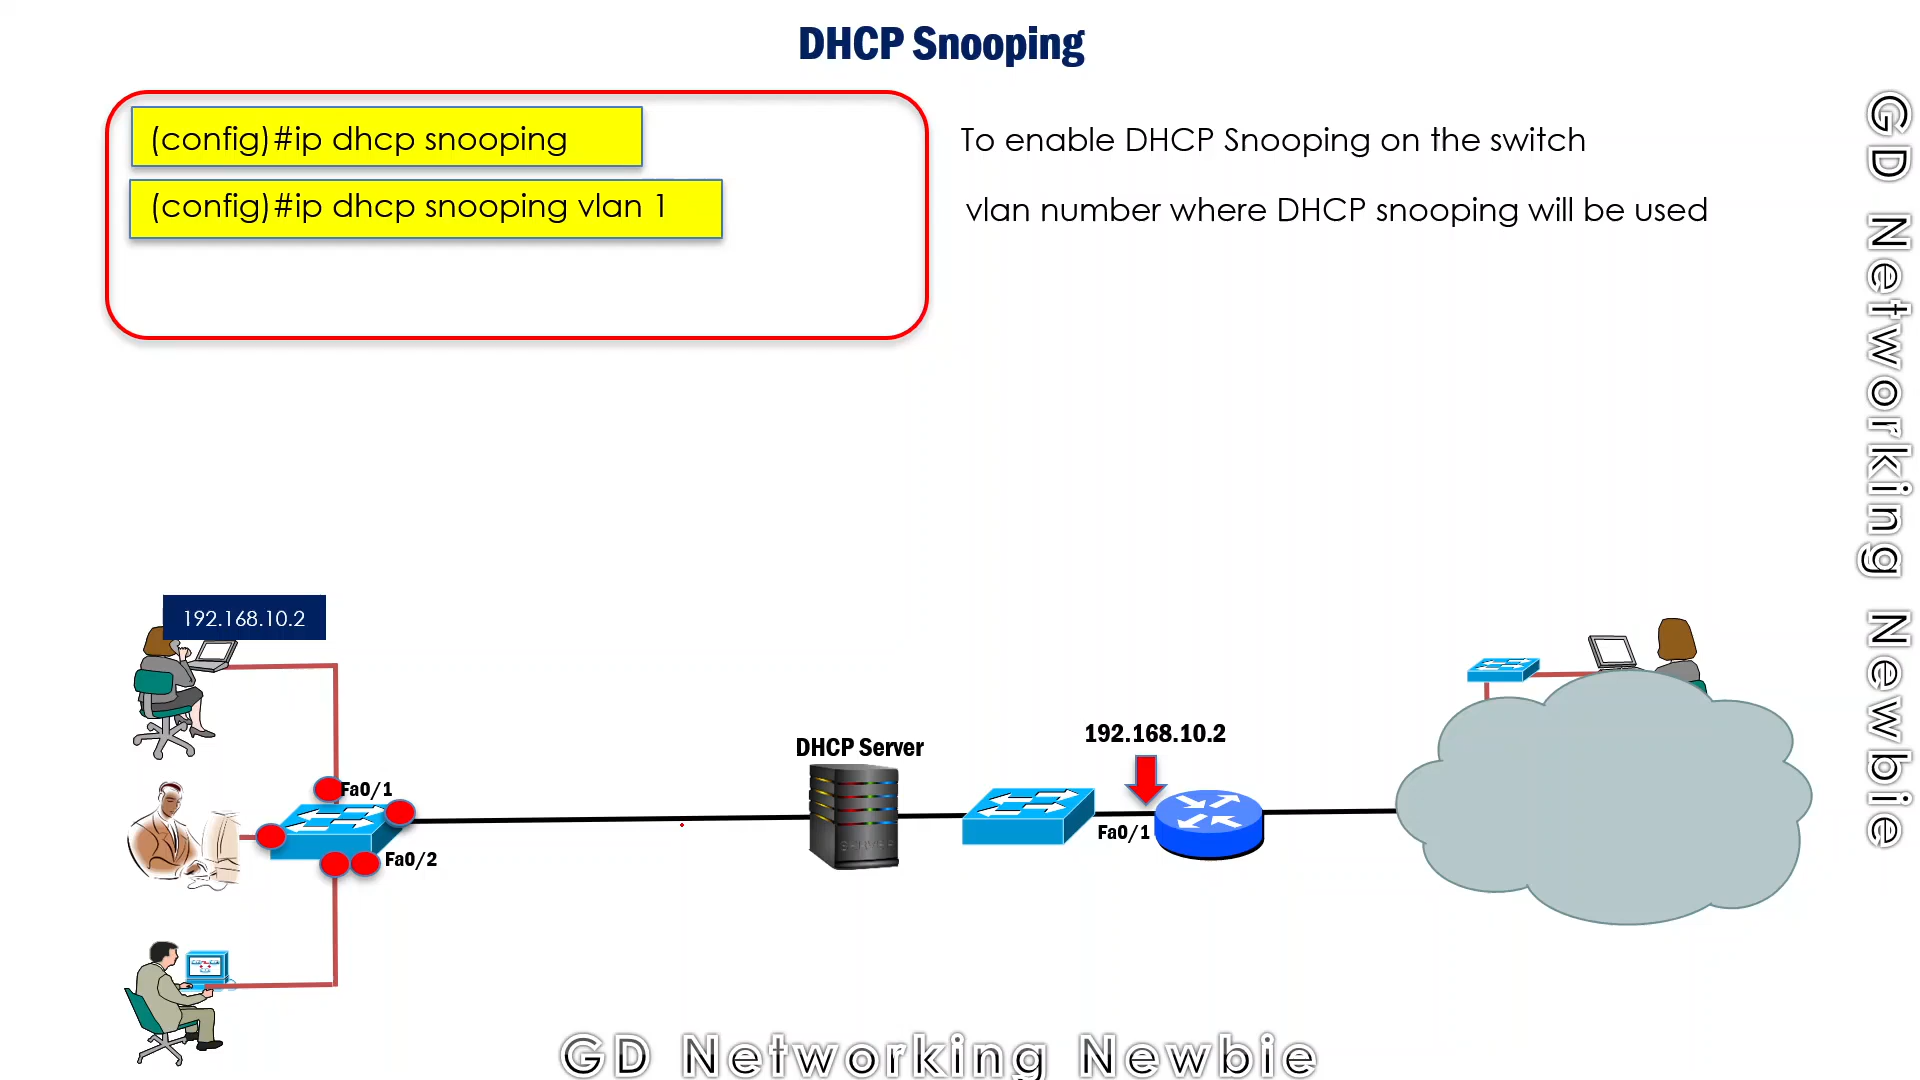 DHCP Snooping
(config)#ip dhcp snooping
To enable DHCP Snooping on the switch
(config)#ip dhcp snooping vlan 1
vlan number where DHCP snooping will be used
GD Networking Newbie
192.168.10.2
192.168.10.2
DHCP Server
Fa0/1
Fa0/1
Fa0/2
GD Networking Newbie